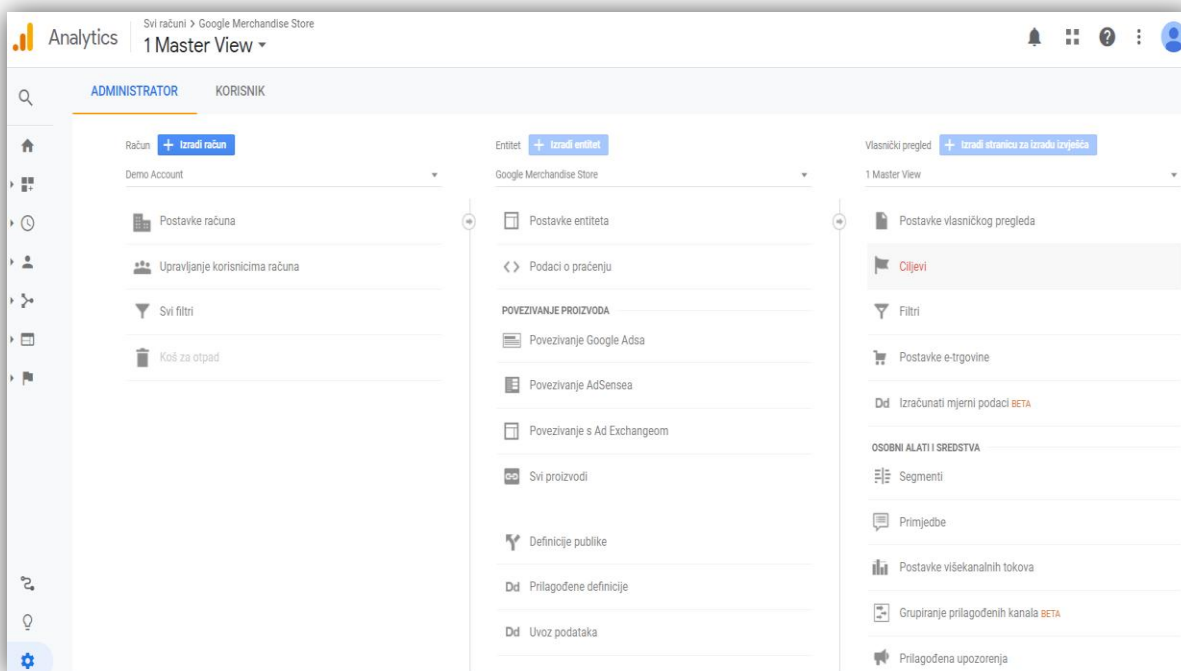 Analytics
Svi računi > Google Merchandise Store
1 Master View
ADMINISTRATOR
KORISNIK
Račun
+ Izradi račun
Demo Account
Postavke računa
Upravljanje korisnicima računa
Svi filtri
Koš za otpad
Entitet
+ Izradi entitet
Google Merchandise Store
Postavke entiteta
<> Podaci o praćenju
POVEZIVANJE PROIZVODA
Povezivanje Google Adsa
Povezivanje AdSensea
Povezivanje s Ad Exchangeom
Svi proizvodi
Definicije publike
Dd Prilagođene definicije
Dd Uvoz podataka
Vlasnički pregled
+ Izradi stranicu za izradu izvješća
1 Master View
Postavke vlasničkog pregleda
Ciljevi
Filtri
Postavke e-trgovine
Dd Izračunati mjerni podaci BETA
OSOBNI ALATI I SREDSTVA
Segmenti
Primjedbe
Postavke višekanalnih tokova
Grupiranje prilagođenih kanala BETA
Prilagođena upozorenja